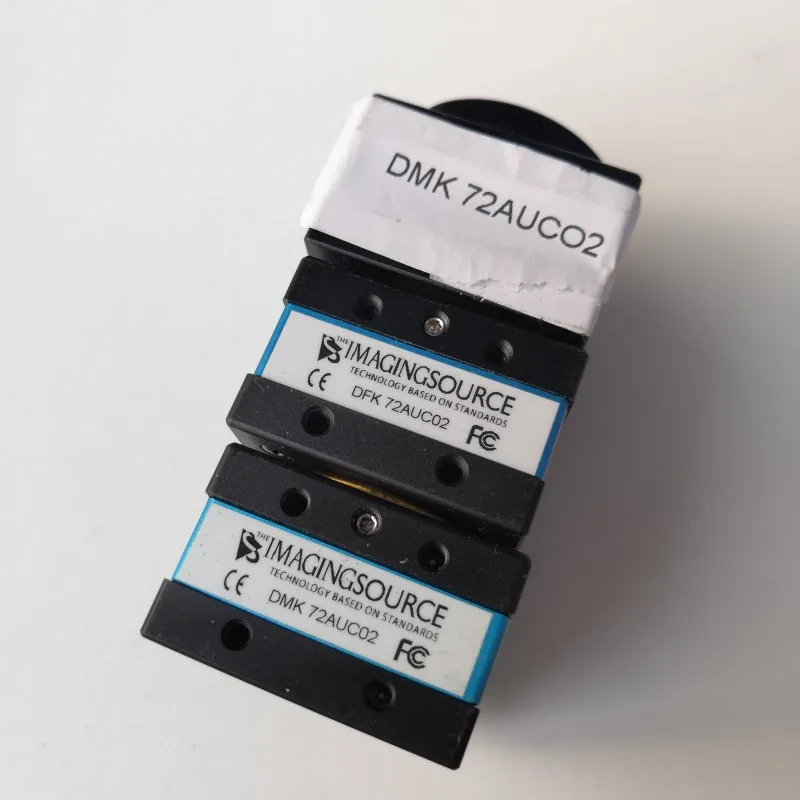 DMK 72AUCO2
THE
IMAGINGSOURCE
TECHNOLOGY BASED ON STANDARDS
CE DFK 72AUC02 FC
THE
IMAGINGSOURCE
TECHNOLOGY BASED ON STANDARDS
CE DMK 72AUC02 FC